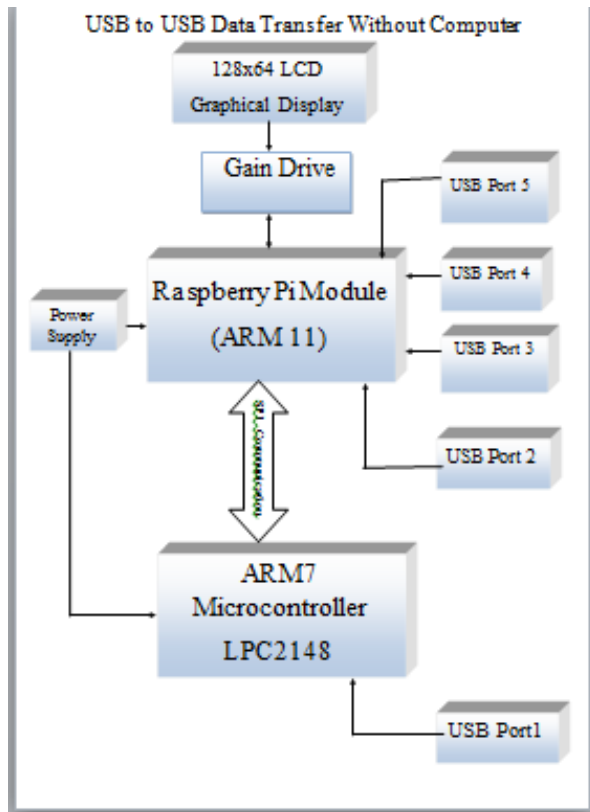 USB to USB Data Transfer Without Computer
128x64 LCD
Graphical Display
Gain Drive
USB Port 5
Raspberry Pi Module
(ARM 11)
USB Port 4
Power
Supply
USB Port 3
USB Port 2
ARM7
Microcontroller
LPC2148
USB Port1